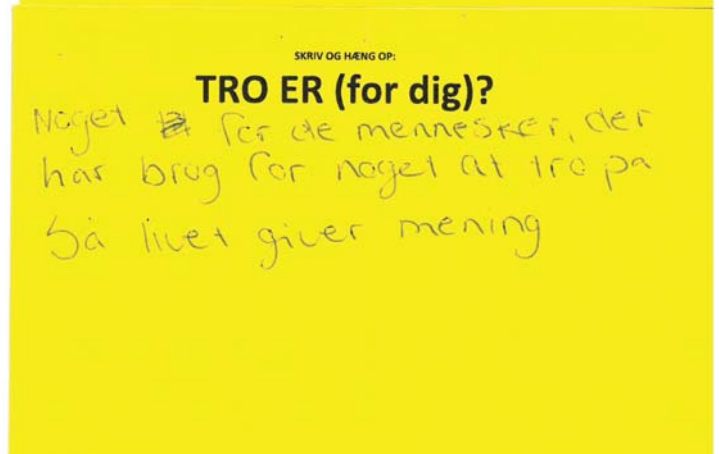 SKRIV OG HÆNG OP:
TRO ER (for dig)?
Noget for de mennesker, der
har brug for noget at tro på
Så livet giver mening